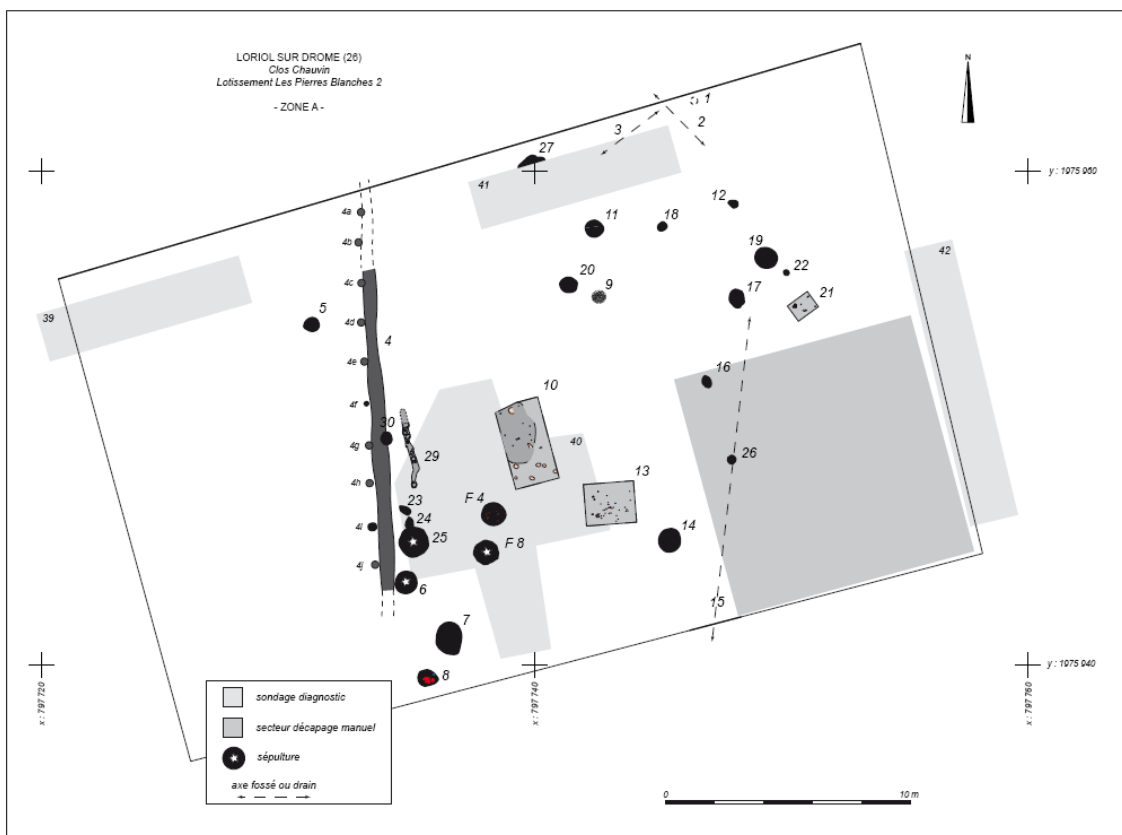 LORIOL SUR DROME (26)
Clos Chauvin
Lotissement Les Pierres Blanches 2
- ZONE A -
N
1
2
3
27
41
y : 1975 960
4a
12
11
18
4b
19
42
22
4c
20
9
17
21
39
5
4d
4
4e
16
10
4f
30
4g
40
29
26
4h
13
23
F 4
24
14
4i
25
F 8
4j
6
15
7
8
y : 1975 940
x : 797 720
x : 797 740
x : 797 760
sondage diagnostic
secteur décapage manuel
sépulture
axe fossé ou drain
0
10 m